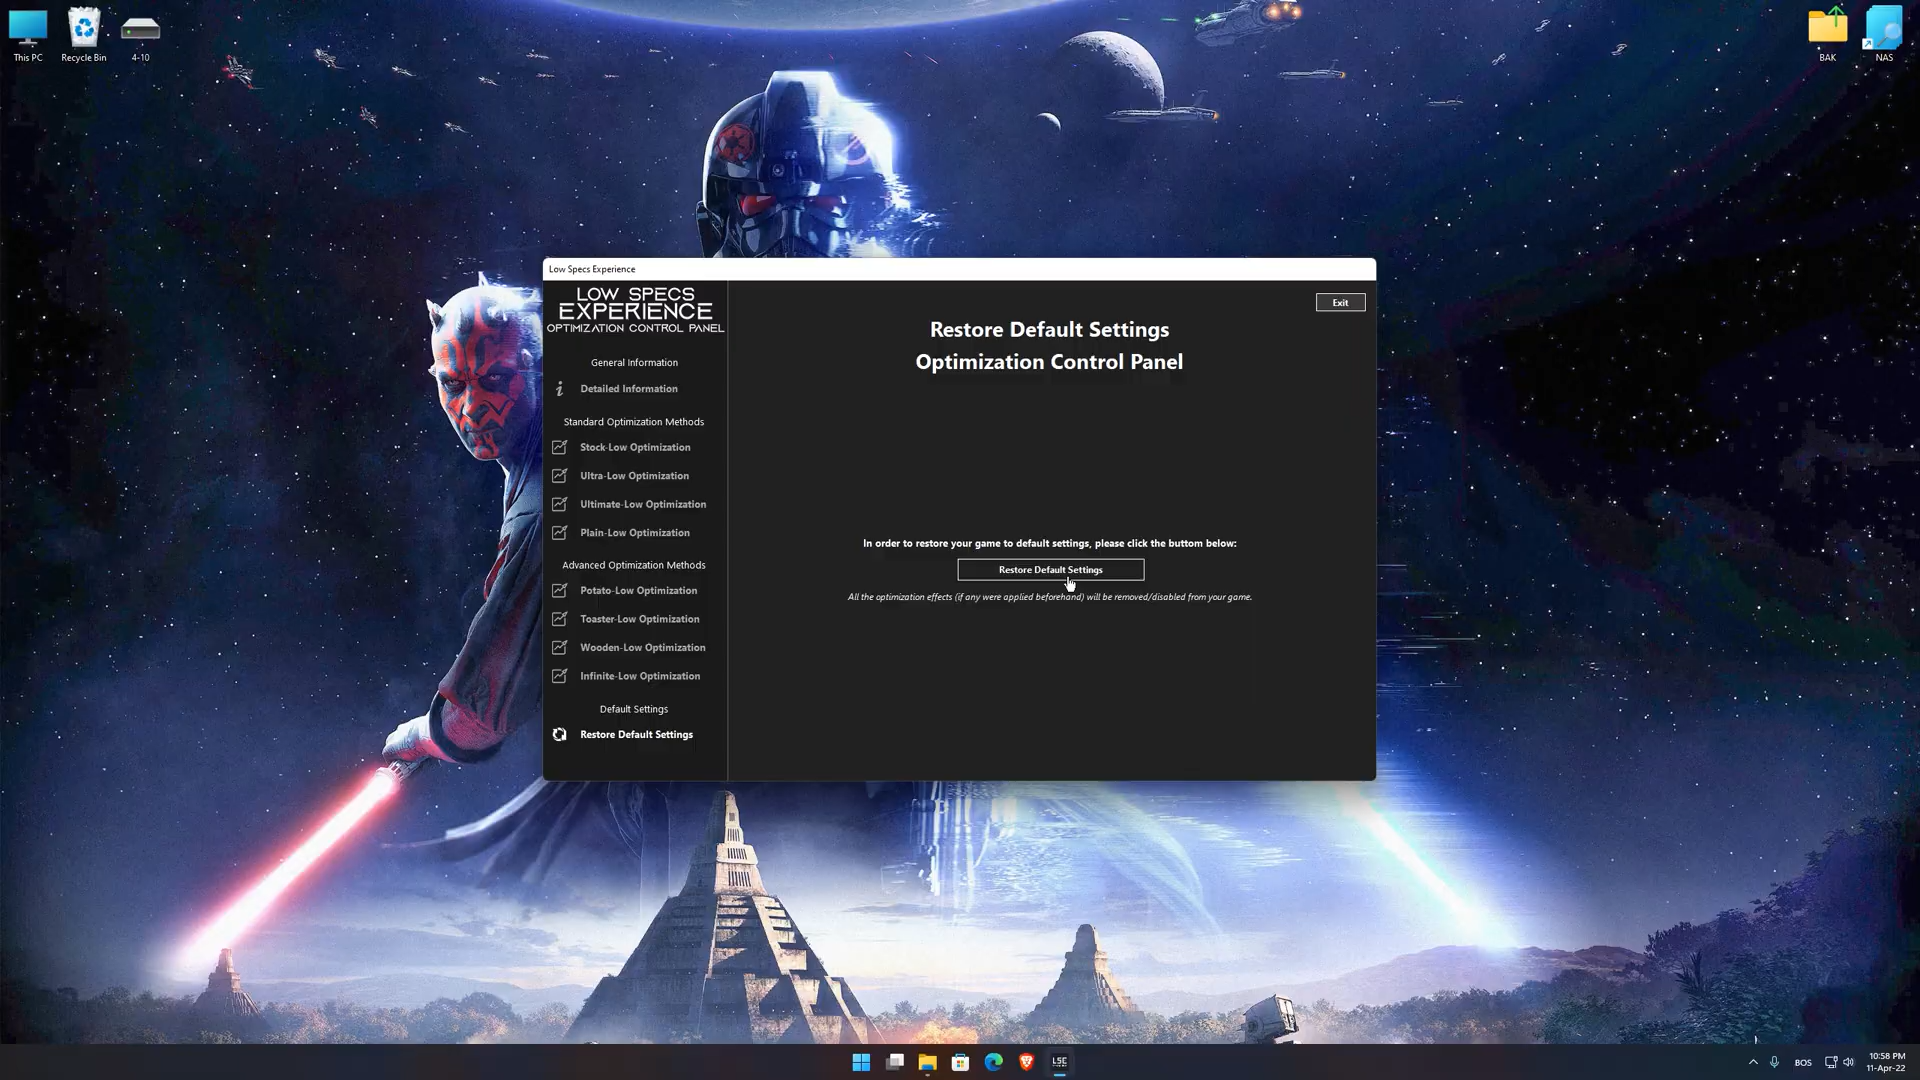 This PC
Recycle Bin
4-10
BAK
NAS
Low Specs Experience
LOW SPECS
EXPERIENCE
OPTIMIZATION CONTROL PANEL
General Information
Detailed Information
Standard Optimization Methods
Stock-Low Optimization
Ultra-Low Optimization
Ultimate-Low Optimization
Plain-Low Optimization
Advanced Optimization Methods
Potato-Low Optimization
Toaster-Low Optimization
Wooden-Low Optimization
Infinite-Low Optimization
Default Settings
Restore Default Settings
Exit
Restore Default Settings
Optimization Control Panel
In order to restore your game to default settings, please click the buttom below:
Restore Default Settings
All the optimization effects (if any were applied beforehand) will be removed/disabled from your game.
LSE
BOS
10:58 PM
11-Apr-22